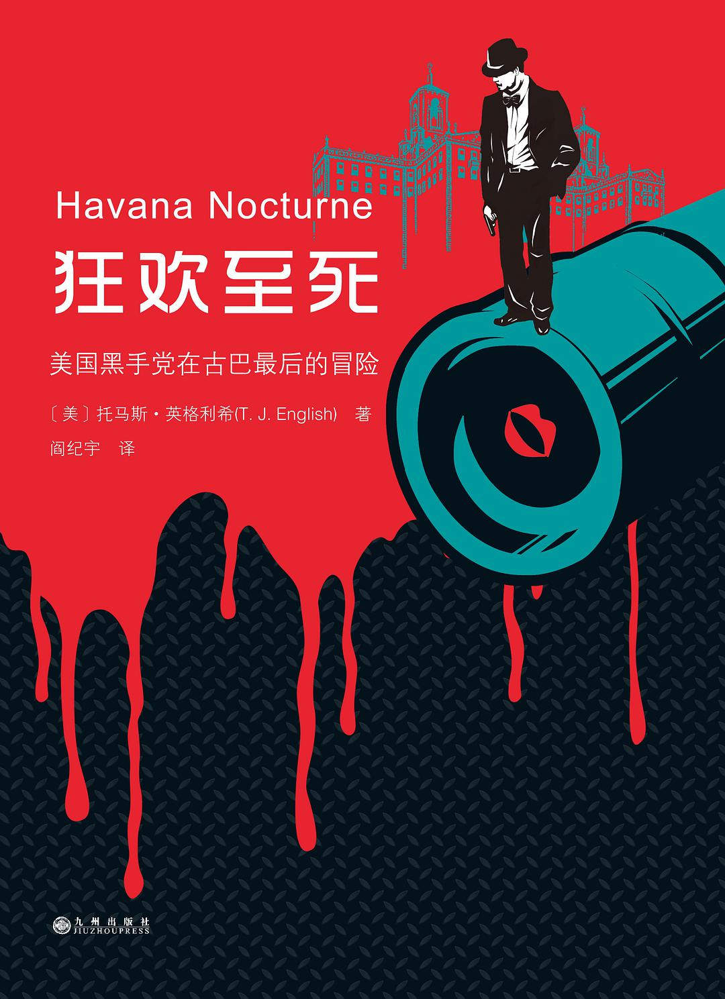 Havana Nocturne
狂欢至死
美国黑手党在古巴最后的冒险
〔美〕托马斯·英格利希(T. J. English) 著
阎纪宇 译
九州出版社
JIUZHOUPRESS